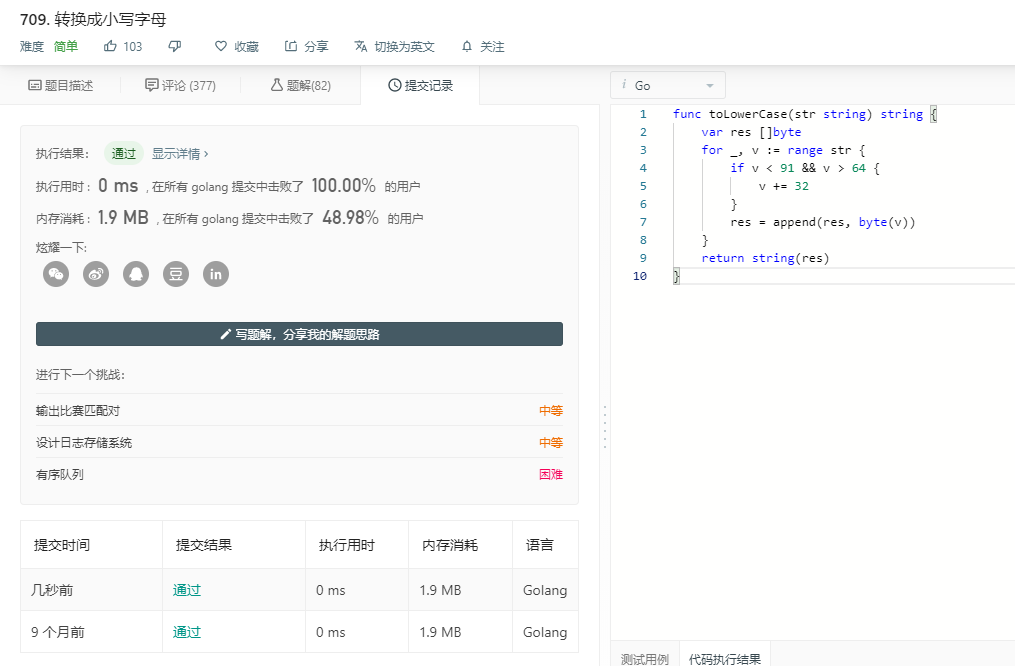 709. 转换成小写字母
难度 简单 103 收藏 分享 切换为英文 关注
题目描述 评论 (377) 题解(82) 提交记录
执行结果： 通过 显示详情 ›
执行用时 : 0 ms , 在所有 golang 提交中击败了 100.00% 的用户
内存消耗 : 1.9 MB , 在所有 golang 提交中击败了 48.98% 的用户
炫耀一下:
豆 in
写题解，分享我的解题思路
进行下一个挑战：
输出比赛匹配对 中等
设计日志存储系统 中等
有序队列 困难
提交时间 提交结果 执行用时 内存消耗 语言
几秒前 通过 0 ms 1.9 MB Golang
9 个月前 通过 0 ms 1.9 MB Golang
i Go
1 func toLowerCase(str string) string {
2     var res []byte
3     for _, v := range str {
4         if v < 91 && v > 64 {
5             v += 32
6         }
7         res = append(res, byte(v))
8     }
9     return string(res)
10 }
测试用例 代码执行结果